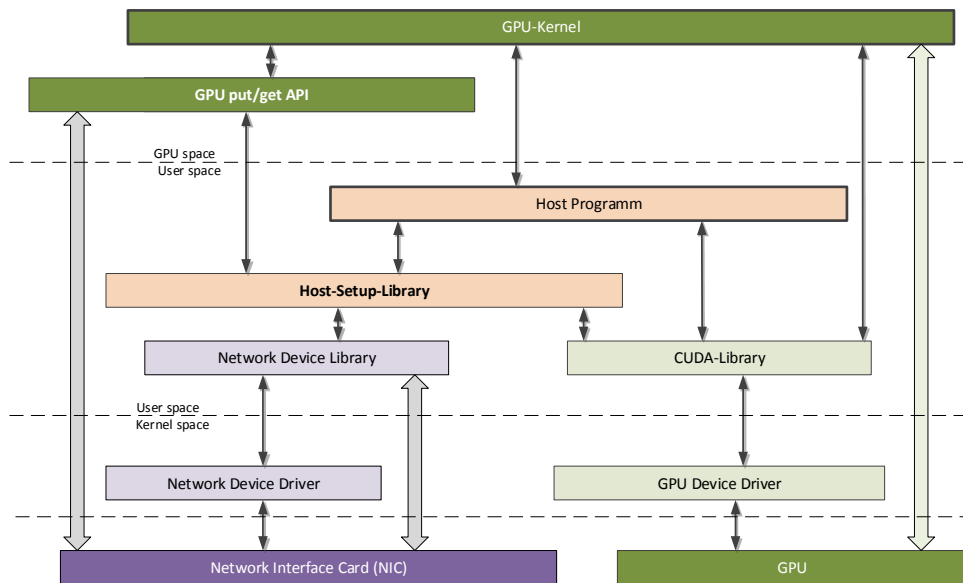 GPU-Kernel
GPU put/get API
GPU space
User space
Host Programm
Host-Setup-Library
Network Device Library
CUDA-Library
User space
Kernel space
Network Device Driver
GPU Device Driver
Network Interface Card (NIC)
GPU